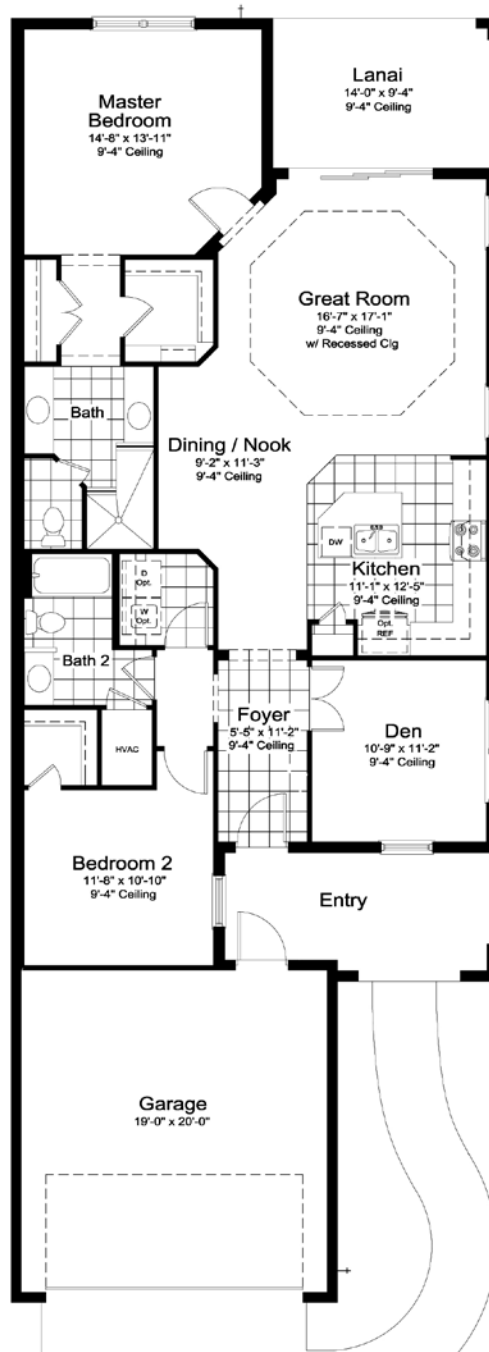 Lanai
14'-0" x 9'-4"
9'-4" Ceiling
Master
Bedroom
14'-8" x 13'-11"
9'-4" Ceiling
Great Room
16'-7" x 17'-1"
9'-4" Ceiling
w/ Recessed Clg
Bath
Dining / Nook
9'-2" x 11'-3"
9'-4" Ceiling
DW
Kitchen
11'-1" x 12'-5"
9'-4" Ceiling
Opt.
REF
D
Opt.
W
Opt.
Bath 2
HVAC
Foyer
5'-5" x 11'-2"
9'-4" Ceiling
Den
10'-9" x 11'-2"
9'-4" Ceiling
Bedroom 2
11'-8" x 10'-10"
9'-4" Ceiling
Entry
Garage
19'-0" x 20'-0"